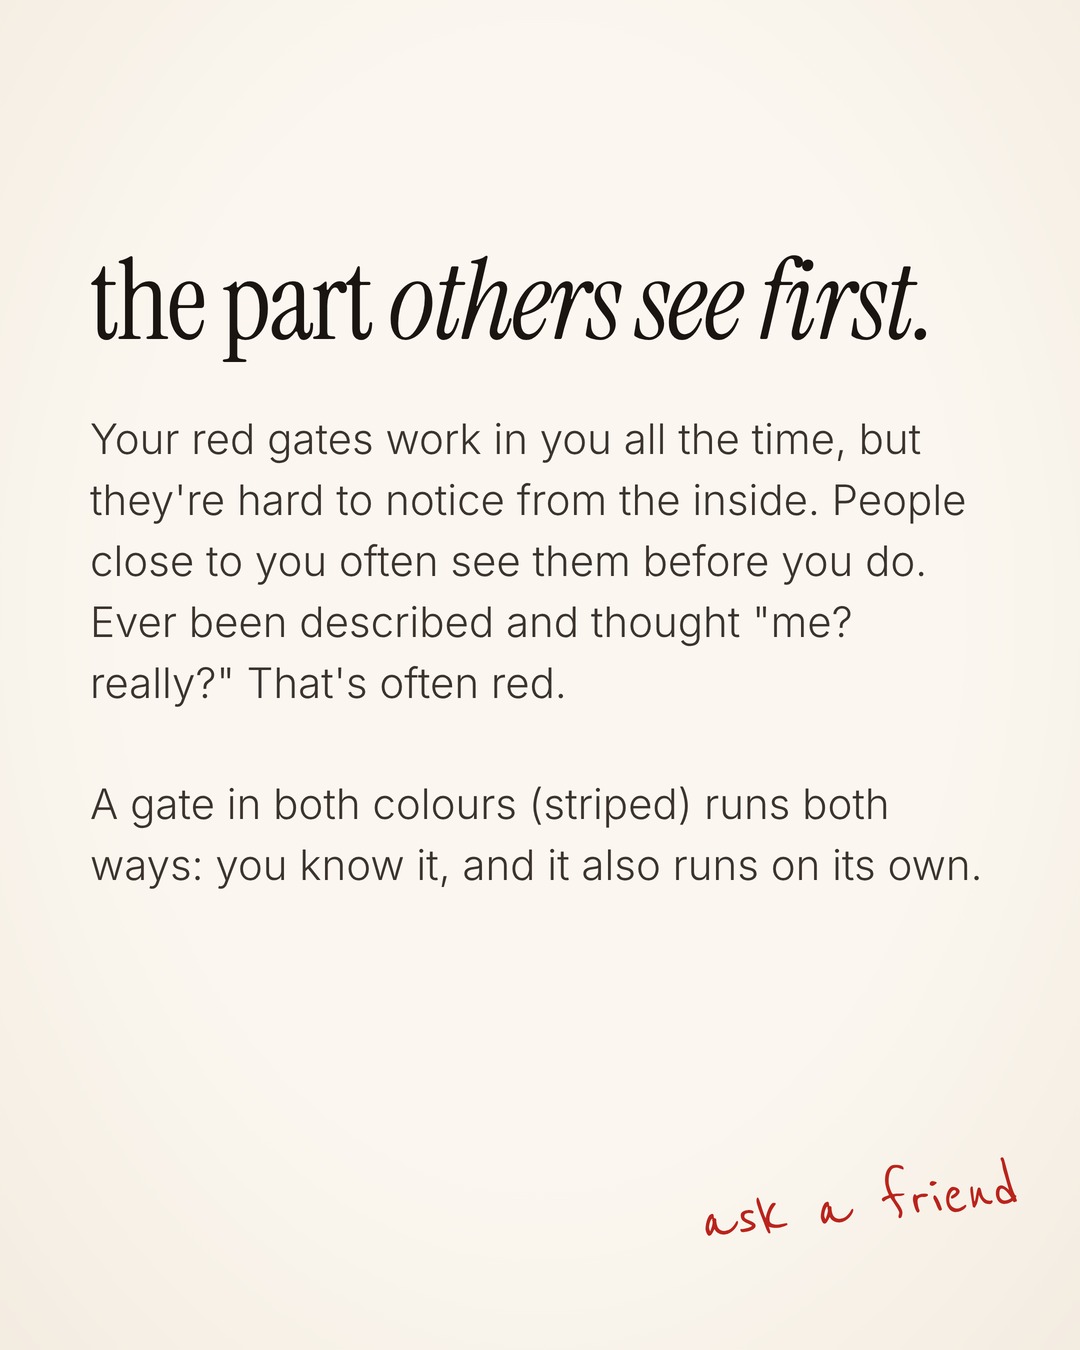 the part others see first.
Your red gates work in you all the time, but
they're hard to notice from the inside. People
close to you often see them before you do.
Ever been described and thought "me?
really?" That's often red.
A gate in both colours (striped) runs both
ways: you know it, and it also runs on its own.
ask a friend